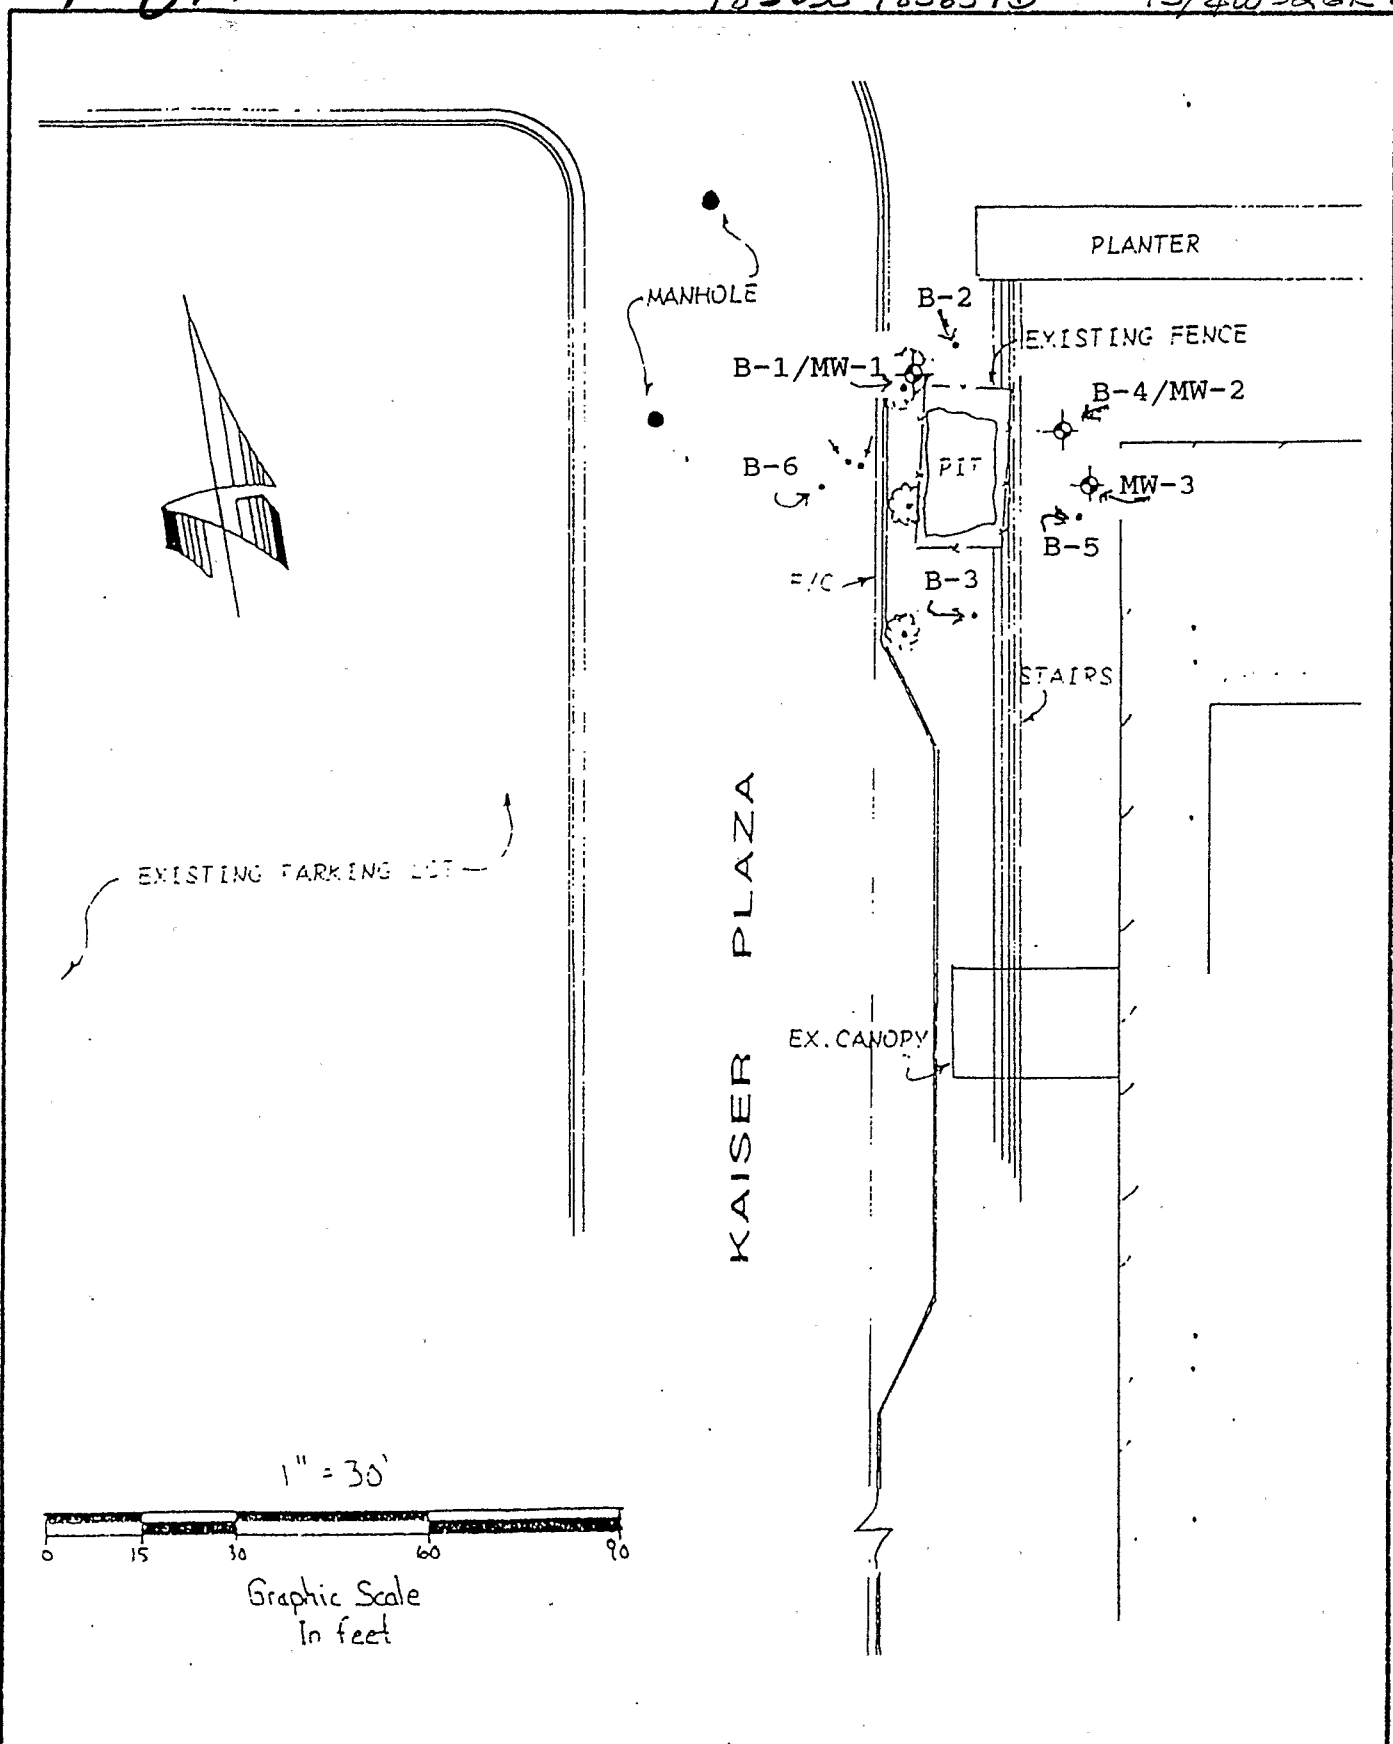 PLANTER
MANHOLE
B-2
EXISTING FENCE
B-1/MW-1
B-4/MW-2
B-6
PIT
MW-3
B-5
F/C
B-3
STAIRS
KAISER PLAZA
EXISTING PARKING LOT
EX. CANOPY
1" = 30'
0 15 30 60 90
Graphic Scale
In feet